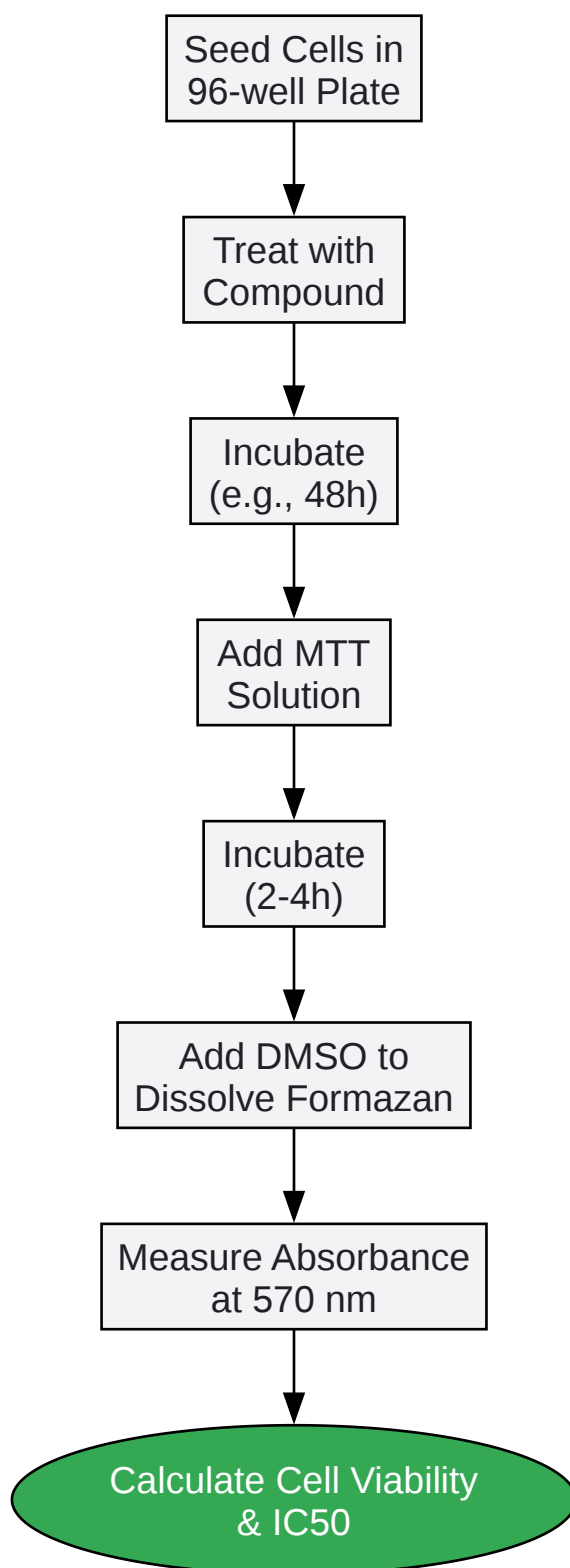 Seed Cells in
96-well Plate
Treat with
Compound
Incubate
(e.g., 48h)
Add MTT
Solution
Incubate
(2-4h)
Add DMSO to
Dissolve Formazan
Measure Absorbance
at 570 nm
Calculate Cell Viability
& IC50